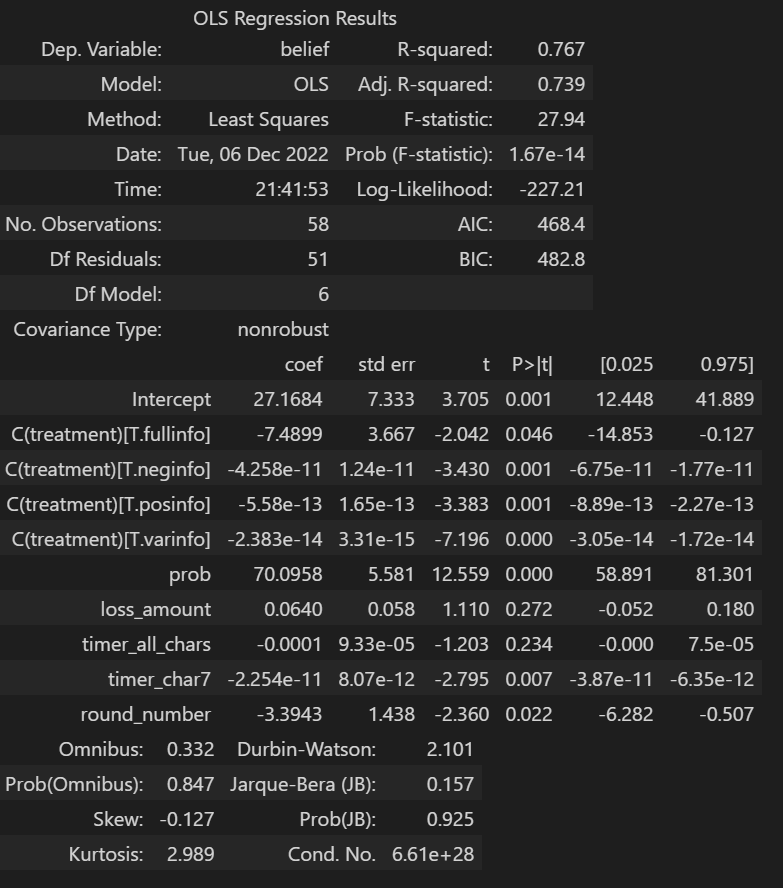 OLS Regression Results
Dep. Variable: belief R-squared: 0.767
Model: OLS Adj. R-squared: 0.739
Method: Least Squares F-statistic: 27.94
Date: Tue, 06 Dec 2022 Prob (F-statistic): 1.67e-14
Time: 21:41:53 Log-Likelihood: -227.21
No. Observations: 58 AIC: 468.4
Df Residuals: 51 BIC: 482.8
Df Model: 6
Covariance Type: nonrobust
coef std err t P>|t| [0.025 0.975]
Intercept 27.1684 7.333 3.705 0.001 12.448 41.889
C(treatment)[T.fullinfo] -7.4899 3.667 -2.042 0.046 -14.853 -0.127
C(treatment)[T.neginfo] -4.258e-11 1.24e-11 -3.430 0.001 -6.75e-11 -1.77e-11
C(treatment)[T.posinfo] -5.58e-13 1.65e-13 -3.383 0.001 -8.89e-13 -2.27e-13
C(treatment)[T.varinfo] -2.383e-14 3.31e-15 -7.196 0.000 -3.05e-14 -1.72e-14
prob 70.0958 5.581 12.559 0.000 58.891 81.301
loss_amount 0.0640 0.058 1.110 0.272 -0.052 0.180
timer_all_chars -0.0001 9.33e-05 -1.203 0.234 -0.000 7.5e-05
timer_char7 -2.254e-11 8.07e-12 -2.795 0.007 -3.87e-11 -6.35e-12
round_number -3.3943 1.438 -2.360 0.022 -6.282 -0.507
Omnibus: 0.332 Durbin-Watson: 2.101
Prob(Omnibus): 0.847 Jarque-Bera (JB): 0.157
Skew: -0.127 Prob(JB): 0.925
Kurtosis: 2.989 Cond. No. 6.61e+28